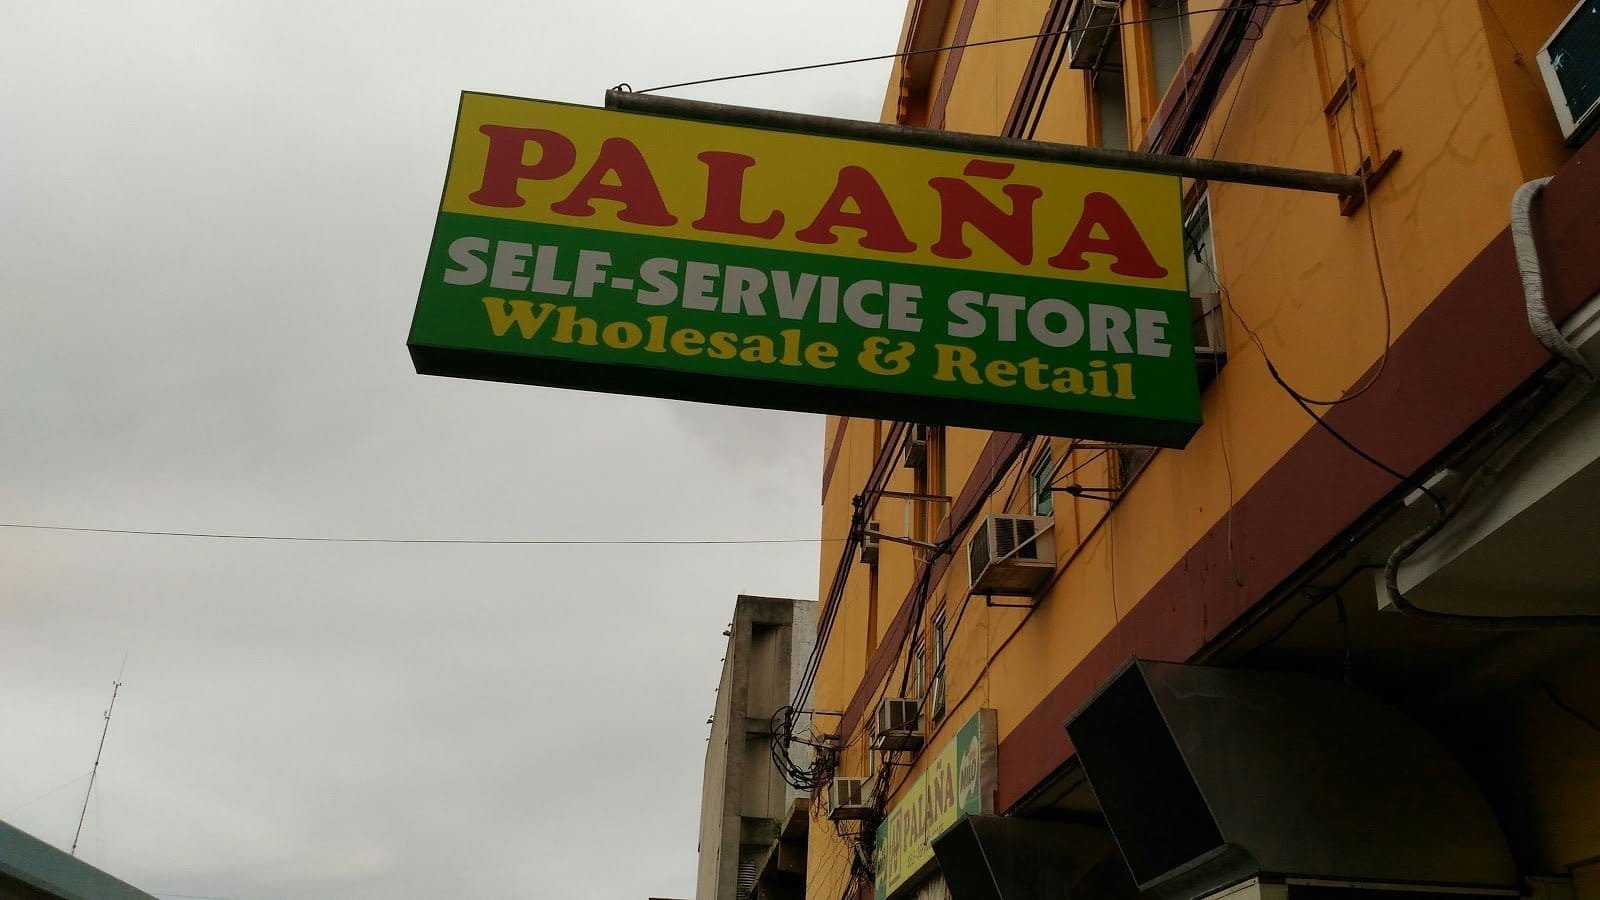 PALAÑA
SELF-SERVICE STORE
Wholesale & Retail
PALAÑA